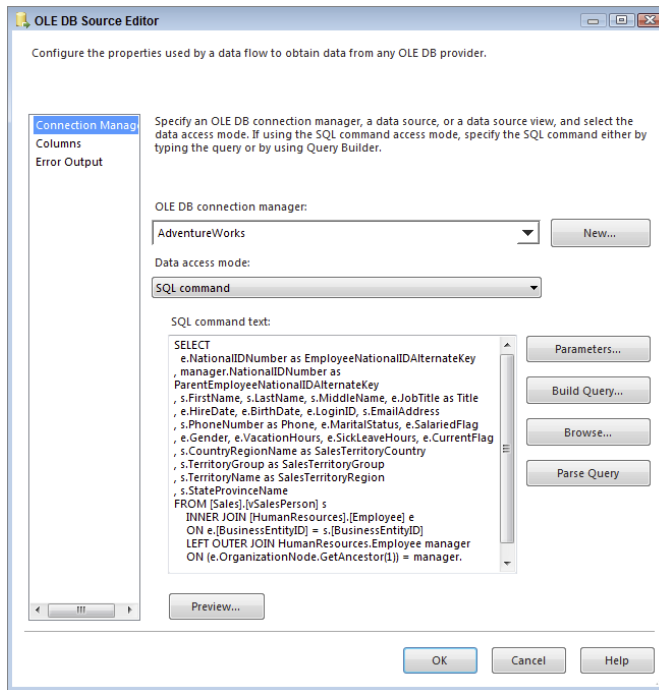 OLE DB Source Editor
Configure the properties used by a data flow to obtain data from any OLE DB provider.
Connection Manag
Columns
Error Output
Specify an OLE DB connection manager, a data source, or a data source view, and select the
data access mode. If using the SQL command access mode, specify the SQL command either by
typing the query or by using Query Builder.
OLE DB connection manager:
AdventureWorks
New...
Data access mode:
SQL command
SQL command text:
SELECT
e.NationalIDNumber as EmployeeNationalIDAlternateKey
, manager.NationalIDNumber as
ParentEmployeeNationalIDAlternateKey
, s.FirstName, s.LastName, s.MiddleName, e.JobTitle as Title
, e.HireDate, e.BirthDate, e.LoginID, s.EmailAddress
, s.PhoneNumber as Phone, e.MaritalStatus, e.SalariedFlag
, e.Gender, e.VacationHours, e.SickLeaveHours, e.CurrentFlag
, s.CountryRegionName as SalesTerritoryCountry
, s.TerritoryGroup as SalesTerritoryGroup
, s.TerritoryName as SalesTerritoryRegion
, s.StateProvinceName
FROM [Sales].[vSalesPerson] s
INNER JOIN [HumanResources].[Employee] e
ON e.[BusinessEntityID] = s.[BusinessEntityID]
LEFT OUTER JOIN HumanResources.Employee manager
ON (e.OrganizationNode.GetAncestor(1)) = manager.
Parameters...
Build Query...
Browse...
Parse Query
Preview...
OK
Cancel
Help